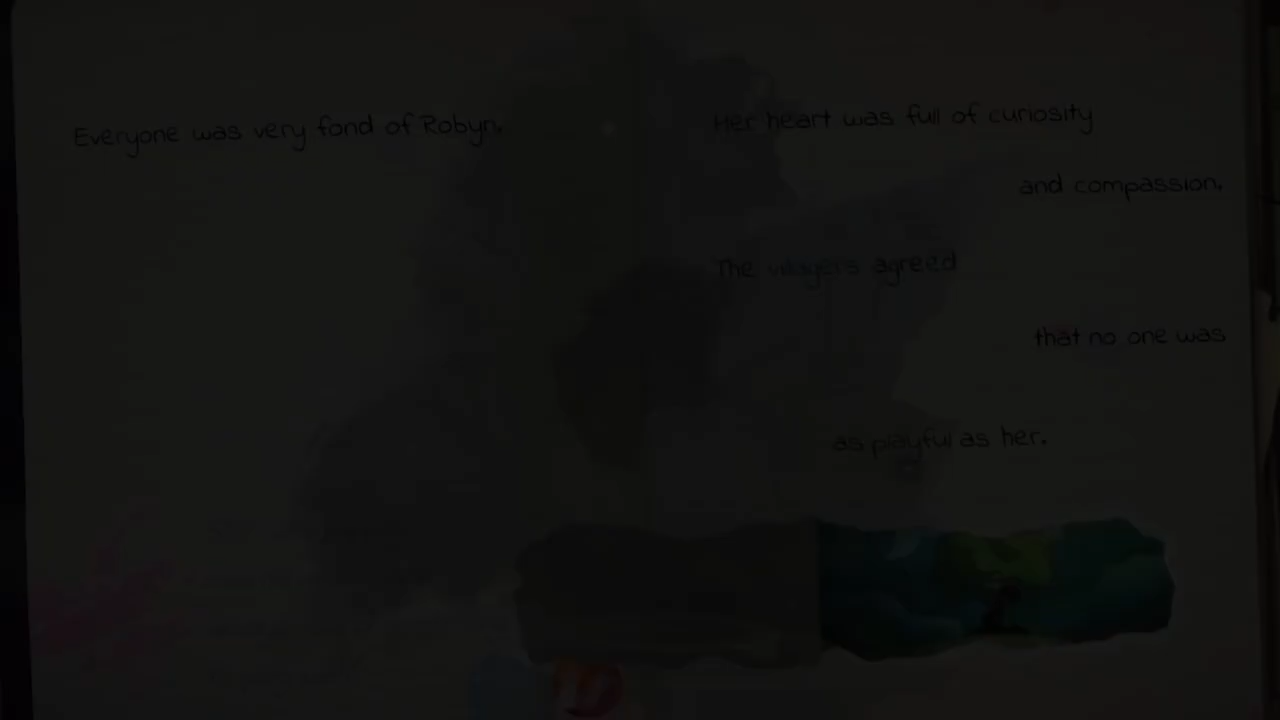 Everyone was very fond of Robyn.
Her heart was full of curiosity
and compassion.
The villagers agreed
that no one was
as playful as her.